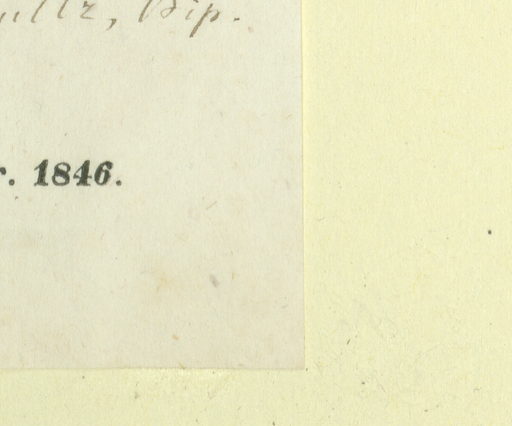 ultz, Bip.
r. 1846.